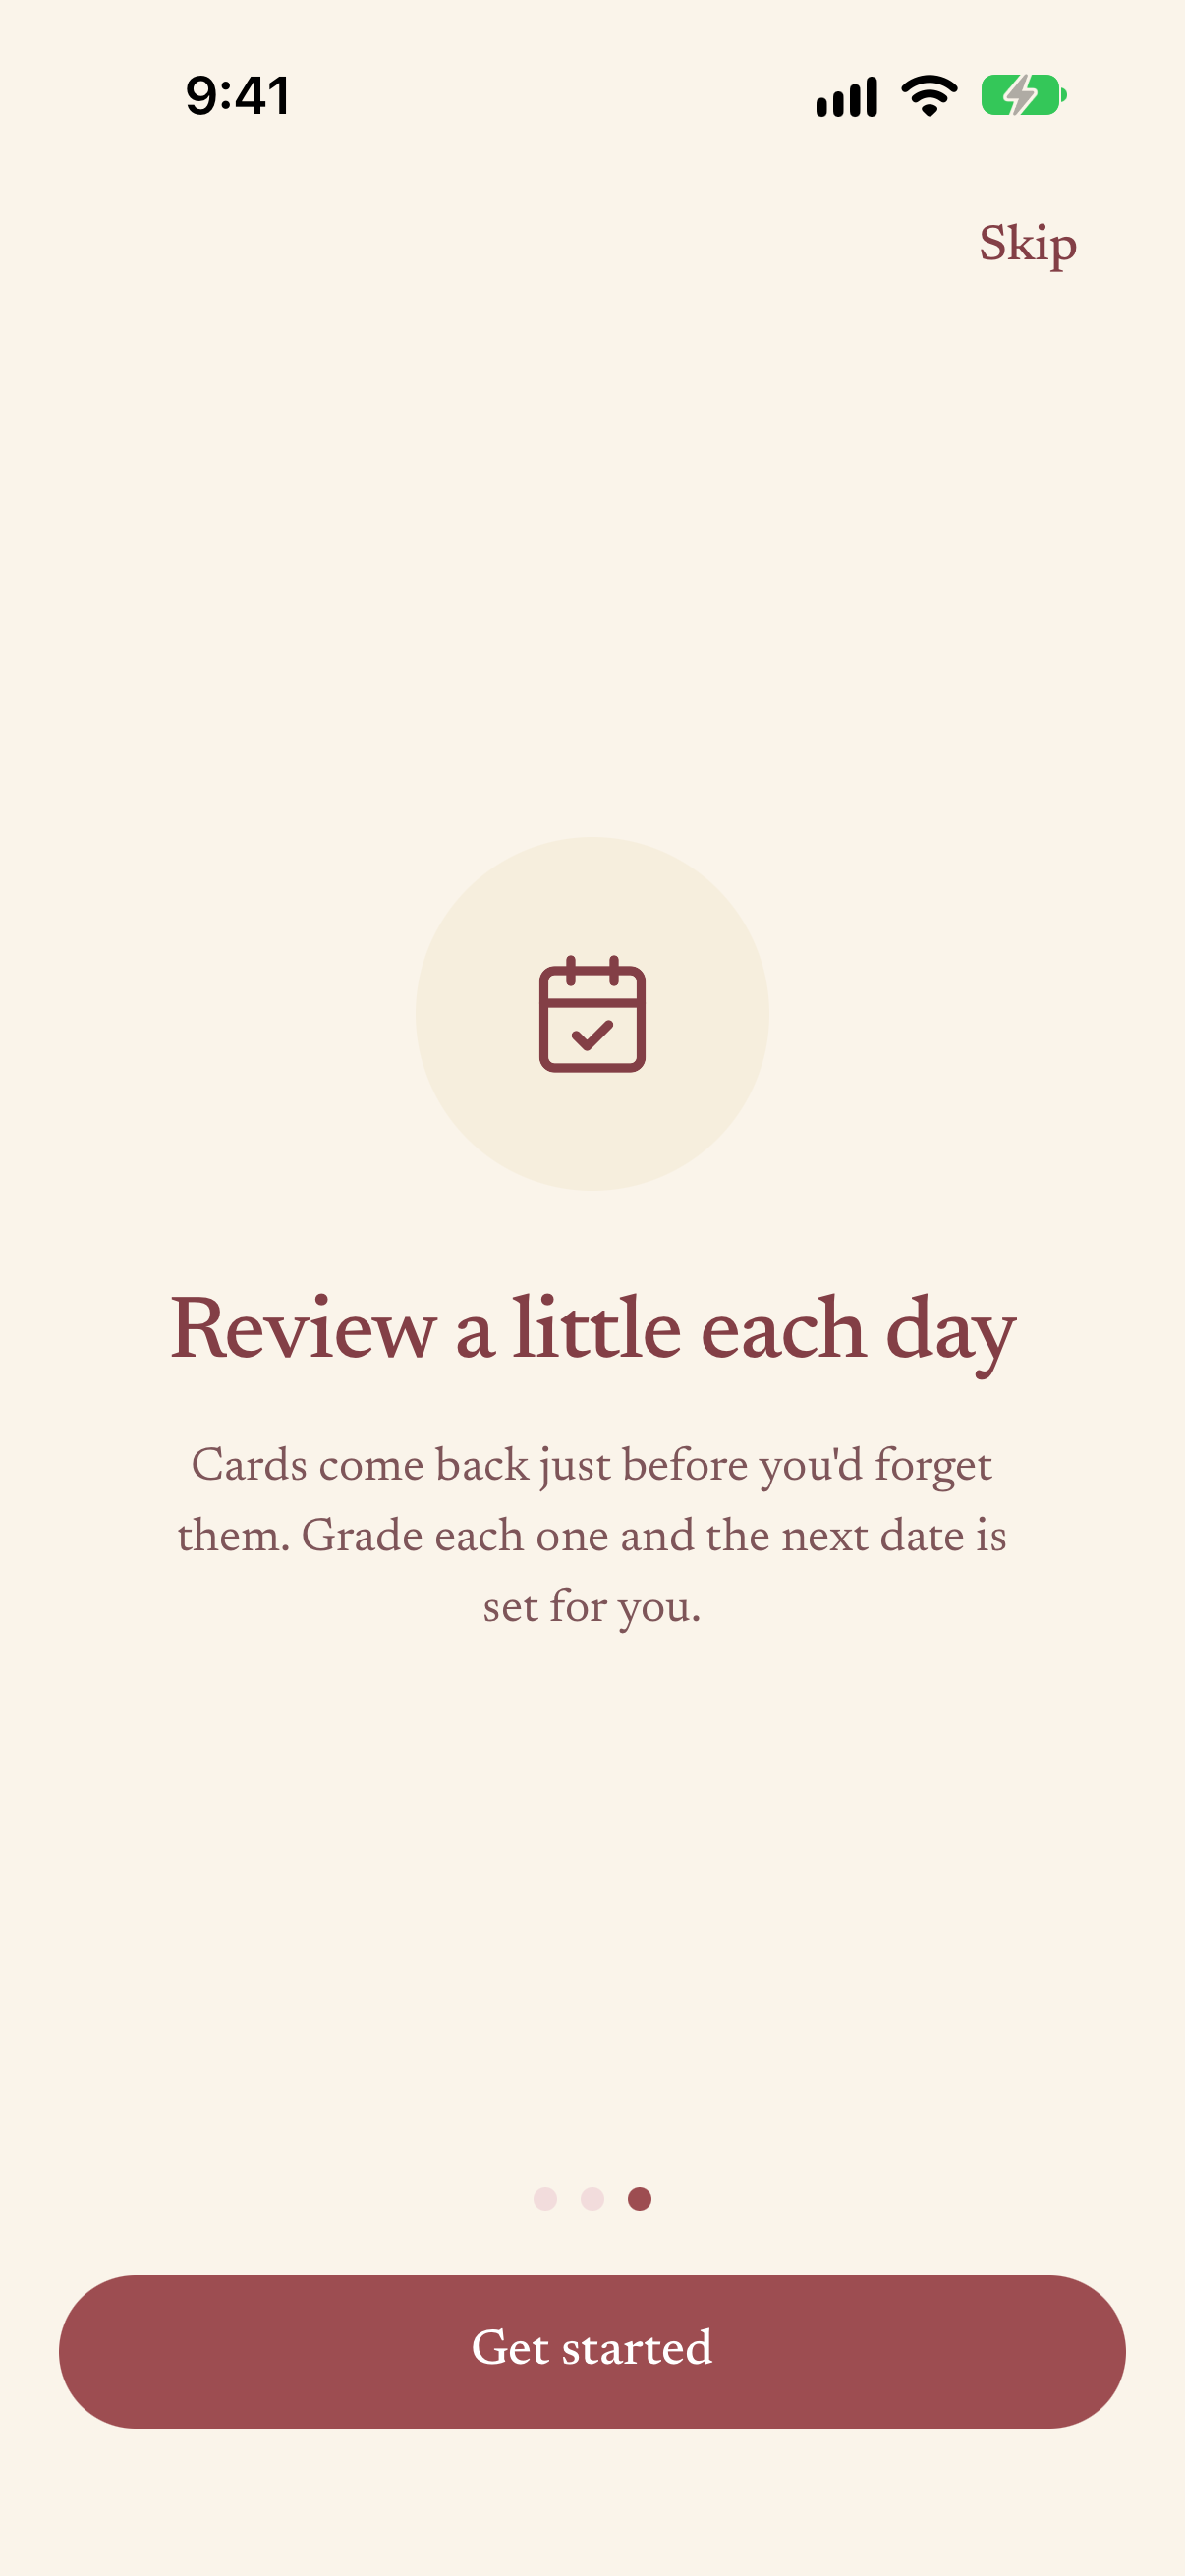 9:41
Skip
Review a little each day
Cards come back just before you'd forget
them. Grade each one and the next date is
set for you.
Get started